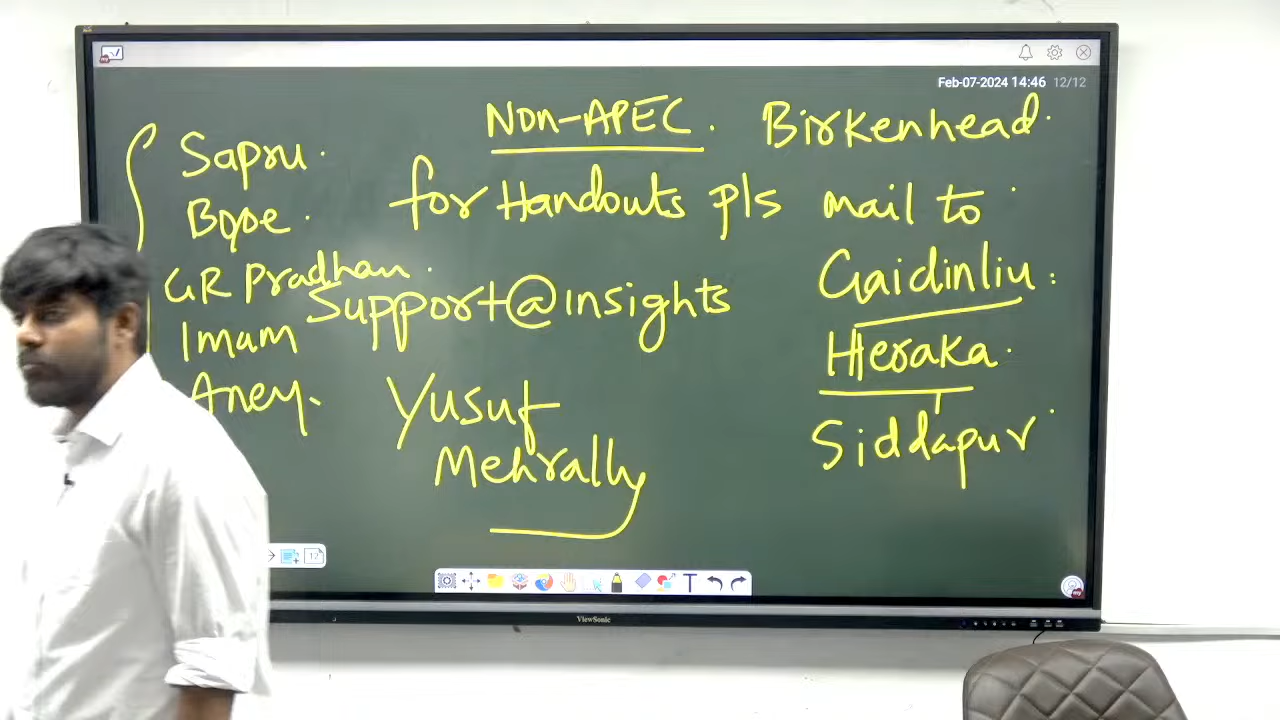 Feb-07-2024 14:46 12/12
Non-APEC. Birkenhead.
Sapru.
for Handouts pls mail to
Bose.
GR Pradhan.
Gaidinliu:
Support@insights
Imam
Heraka.
Aney.
Yusuf
Mehrally
Siddapur
12
T
ViewSonic